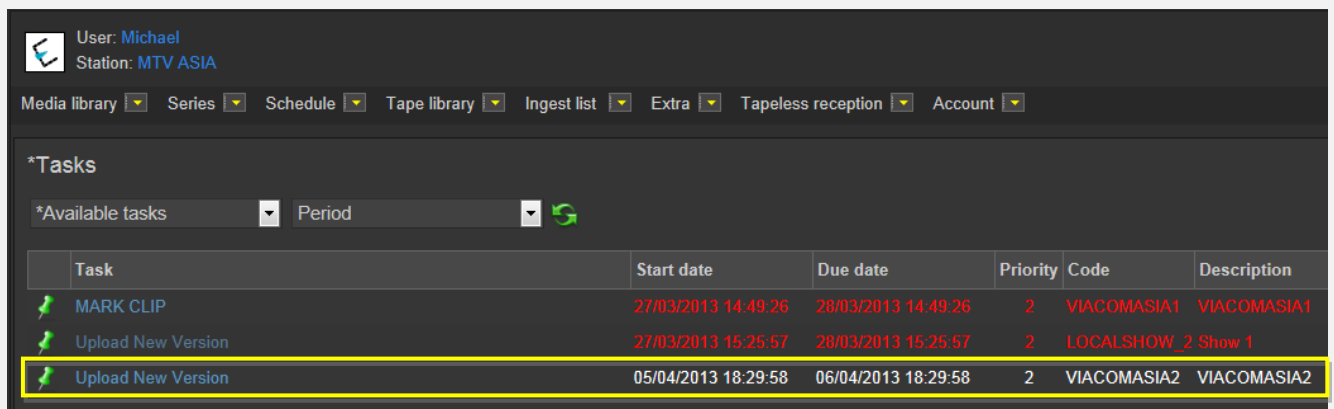 User: Michael
Station: MTV ASIA
Media library Series Schedule Tape library Ingest list Extra Tapeless reception Account
*Tasks
*Available tasks Period
Task Start date Due date Priority Code Description
MARK CLIP 27/03/2013 14:49:26 28/03/2013 14:49:26 2 VIACOMASIA1 VIACOMASIA1
Upload New Version 27/03/2013 15:25:57 28/03/2013 15:25:57 2 LOCALSHOW_2 Show 1
Upload New Version 05/04/2013 18:29:58 06/04/2013 18:29:58 2 VIACOMASIA2 VIACOMASIA2